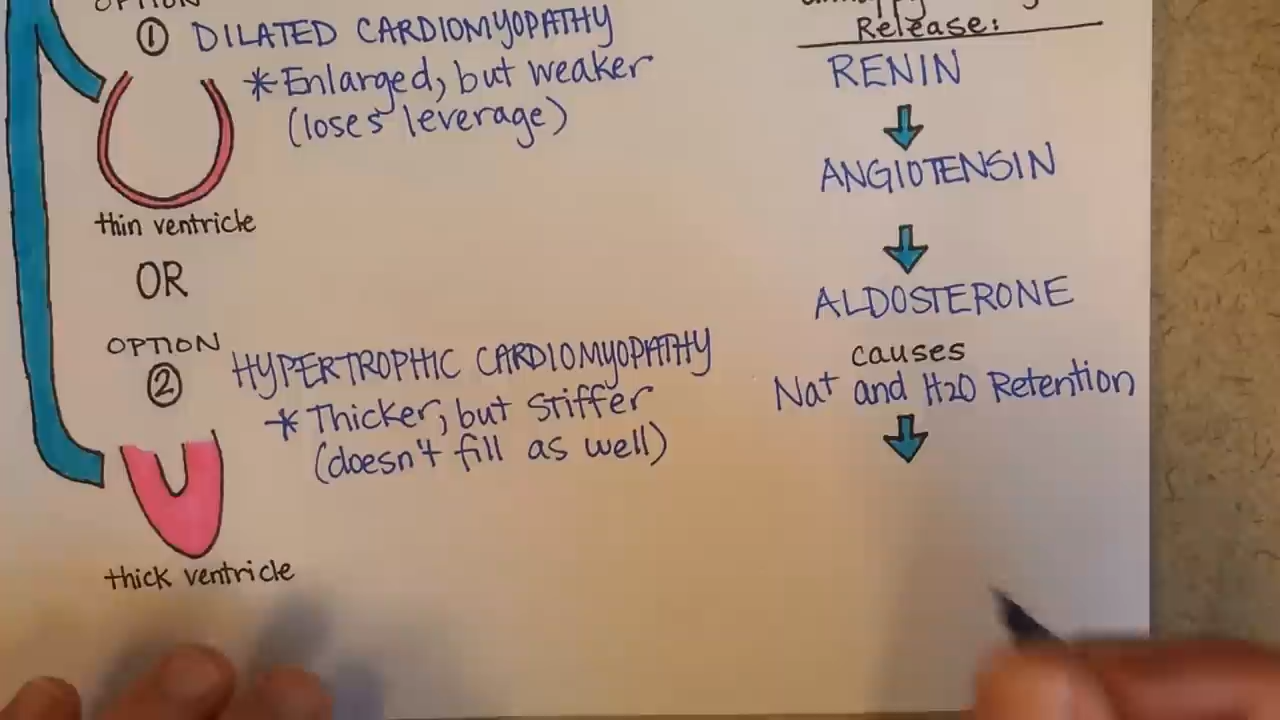 OPTION
① DILATED CARDIOMYOPATHY
* Enlarged, but weaker
(loses leverage)
thin ventricle
OR
OPTION
②
HYPERTROPHIC CARDIOMYOPATHY
* Thicker, but stiffer
(doesn't fill as well)
thick ventricle
Release:
RENIN
ANGIOTENSIN
ALDOSTERONE
causes
Na+ and H2O Retention